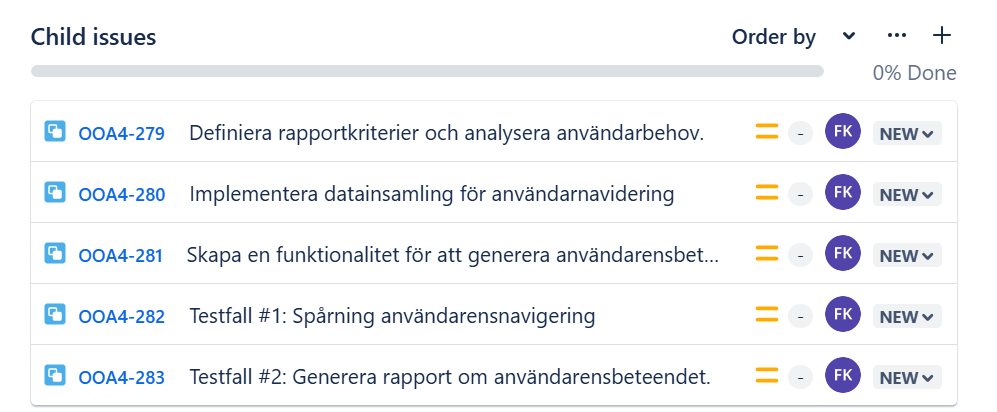 Child issues Order by
0% Done
OOA4-279 Definiera rapportkriterier och analysera användarbehov. - FK NEW
OOA4-280 Implementera datainsamling för användarnavidering - FK NEW
OOA4-281 Skapa en funktionalitet för att generera användarensbet... - FK NEW
OOA4-282 Testfall #1: Spårning användarensnavigering - FK NEW
OOA4-283 Testfall #2: Generera rapport om användarensbeteendet. - FK NEW